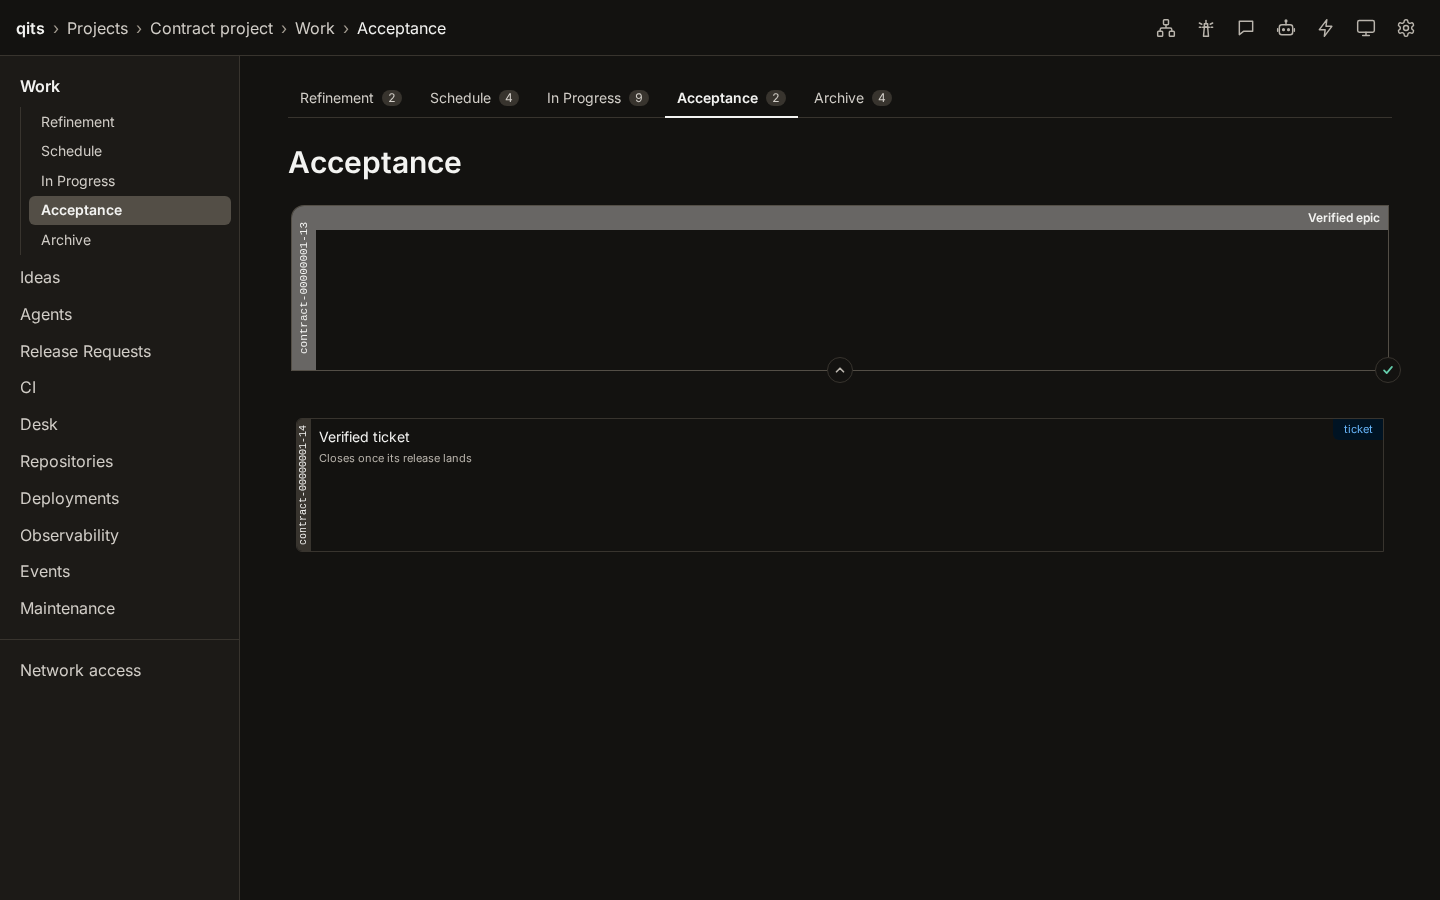 qits › Projects › Contract project › Work › Acceptance
Work
Refinement
Schedule
In Progress
Acceptance
Archive
Ideas
Agents
Release Requests
CI
Desk
Repositories
Deployments
Observability
Events
Maintenance
Network access
Refinement 2 Schedule 4 In Progress 9 Acceptance 2 Archive 4
Acceptance
Verified epic
contract-00000001-13
contract-00000001-14
Verified ticket
ticket
Closes once its release lands